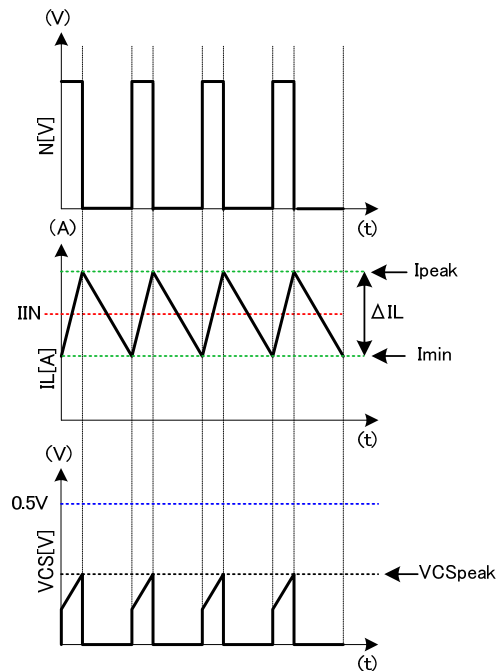 (V)
N[V]
(t)
(A)
Ipeak
IIN
ΔIL
IL[A]
Imin
(t)
(V)
0.5V
VCS[V]
VCSpeak
(t)